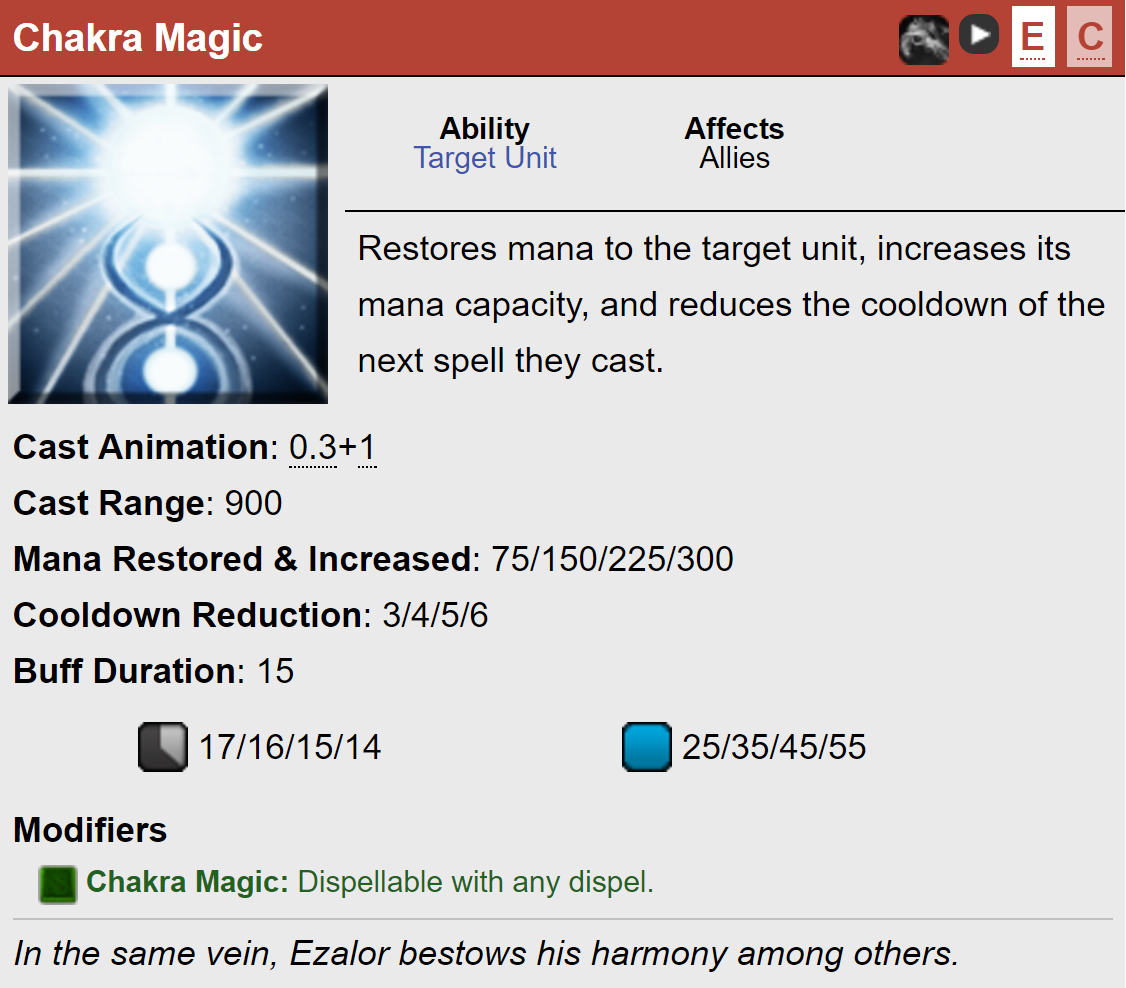 Chakra Magic E C
Ability Affects
Target Unit Allies
Restores mana to the target unit, increases its
mana capacity, and reduces the cooldown of the
next spell they cast.
Cast Animation: 0.3+1
Cast Range: 900
Mana Restored & Increased: 75/150/225/300
Cooldown Reduction: 3/4/5/6
Buff Duration: 15
17/16/15/14 25/35/45/55
Modifiers
Chakra Magic: Dispellable with any dispel.
In the same vein, Ezalor bestows his harmony among others.